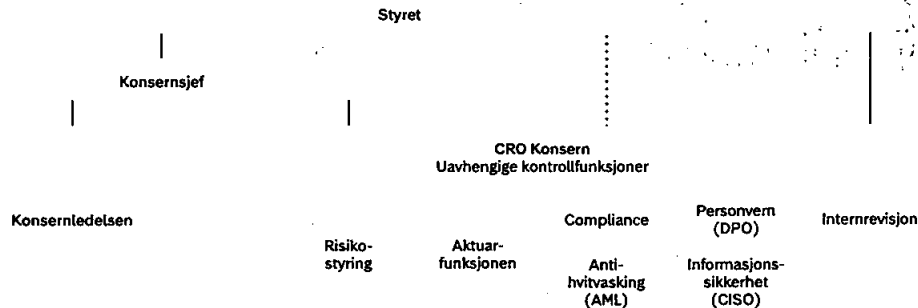 Styret
Konsernsjef
CRO Konsern
Uavhengige kontrollfunksjoner
Konsernledelsen
Risiko-
styring
Aktuar-
funksjonen
Compliance
Anti-
hvitvasking
(AML)
Personvern
(DPO)
Informasjons-
sikkerhet
(CISO)
Internrevisjon